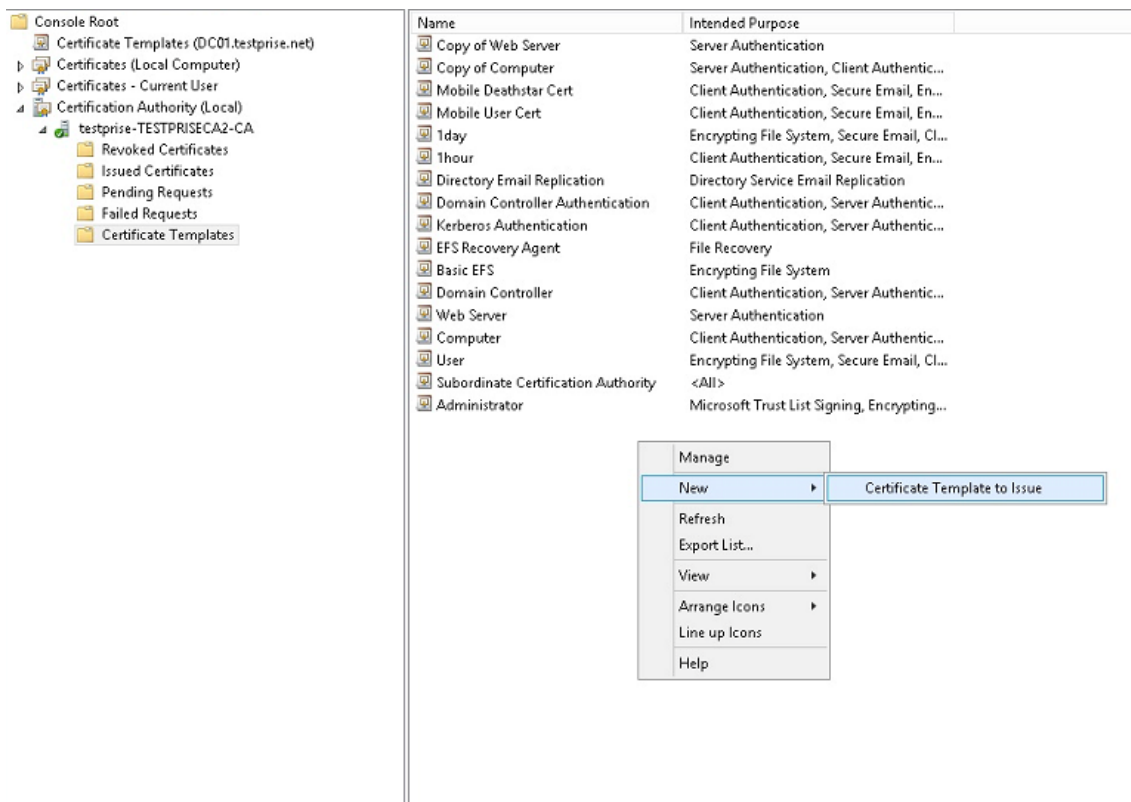 Console Root
Certificate Templates (DC01.testprise.net)
Certificates (Local Computer)
Certificates - Current User
Certification Authority (Local)
testprise-TESTPRISECA2-CA
Revoked Certificates
Issued Certificates
Pending Requests
Failed Requests
Certificate Templates
Name Intended Purpose
Copy of Web Server Server Authentication
Copy of Computer Server Authentication, Client Authentic...
Mobile Deathstar Cert Client Authentication, Secure Email, En...
Mobile User Cert Client Authentication, Secure Email, En...
1day Encrypting File System, Secure Email, Cl...
1hour Client Authentication, Secure Email, En...
Directory Email Replication Directory Service Email Replication
Domain Controller Authentication Client Authentication, Server Authentic...
Kerberos Authentication Client Authentication, Server Authentic...
EFS Recovery Agent File Recovery
Basic EFS Encrypting File System
Domain Controller Client Authentication, Server Authentic...
Web Server Server Authentication
Computer Client Authentication, Server Authentic...
User Encrypting File System, Secure Email, Cl...
Subordinate Certification Authority <All>
Administrator Microsoft Trust List Signing, Encrypting...
Manage
New Certificate Template to Issue
Refresh
Export List...
View
Arrange Icons
Line up Icons
Help